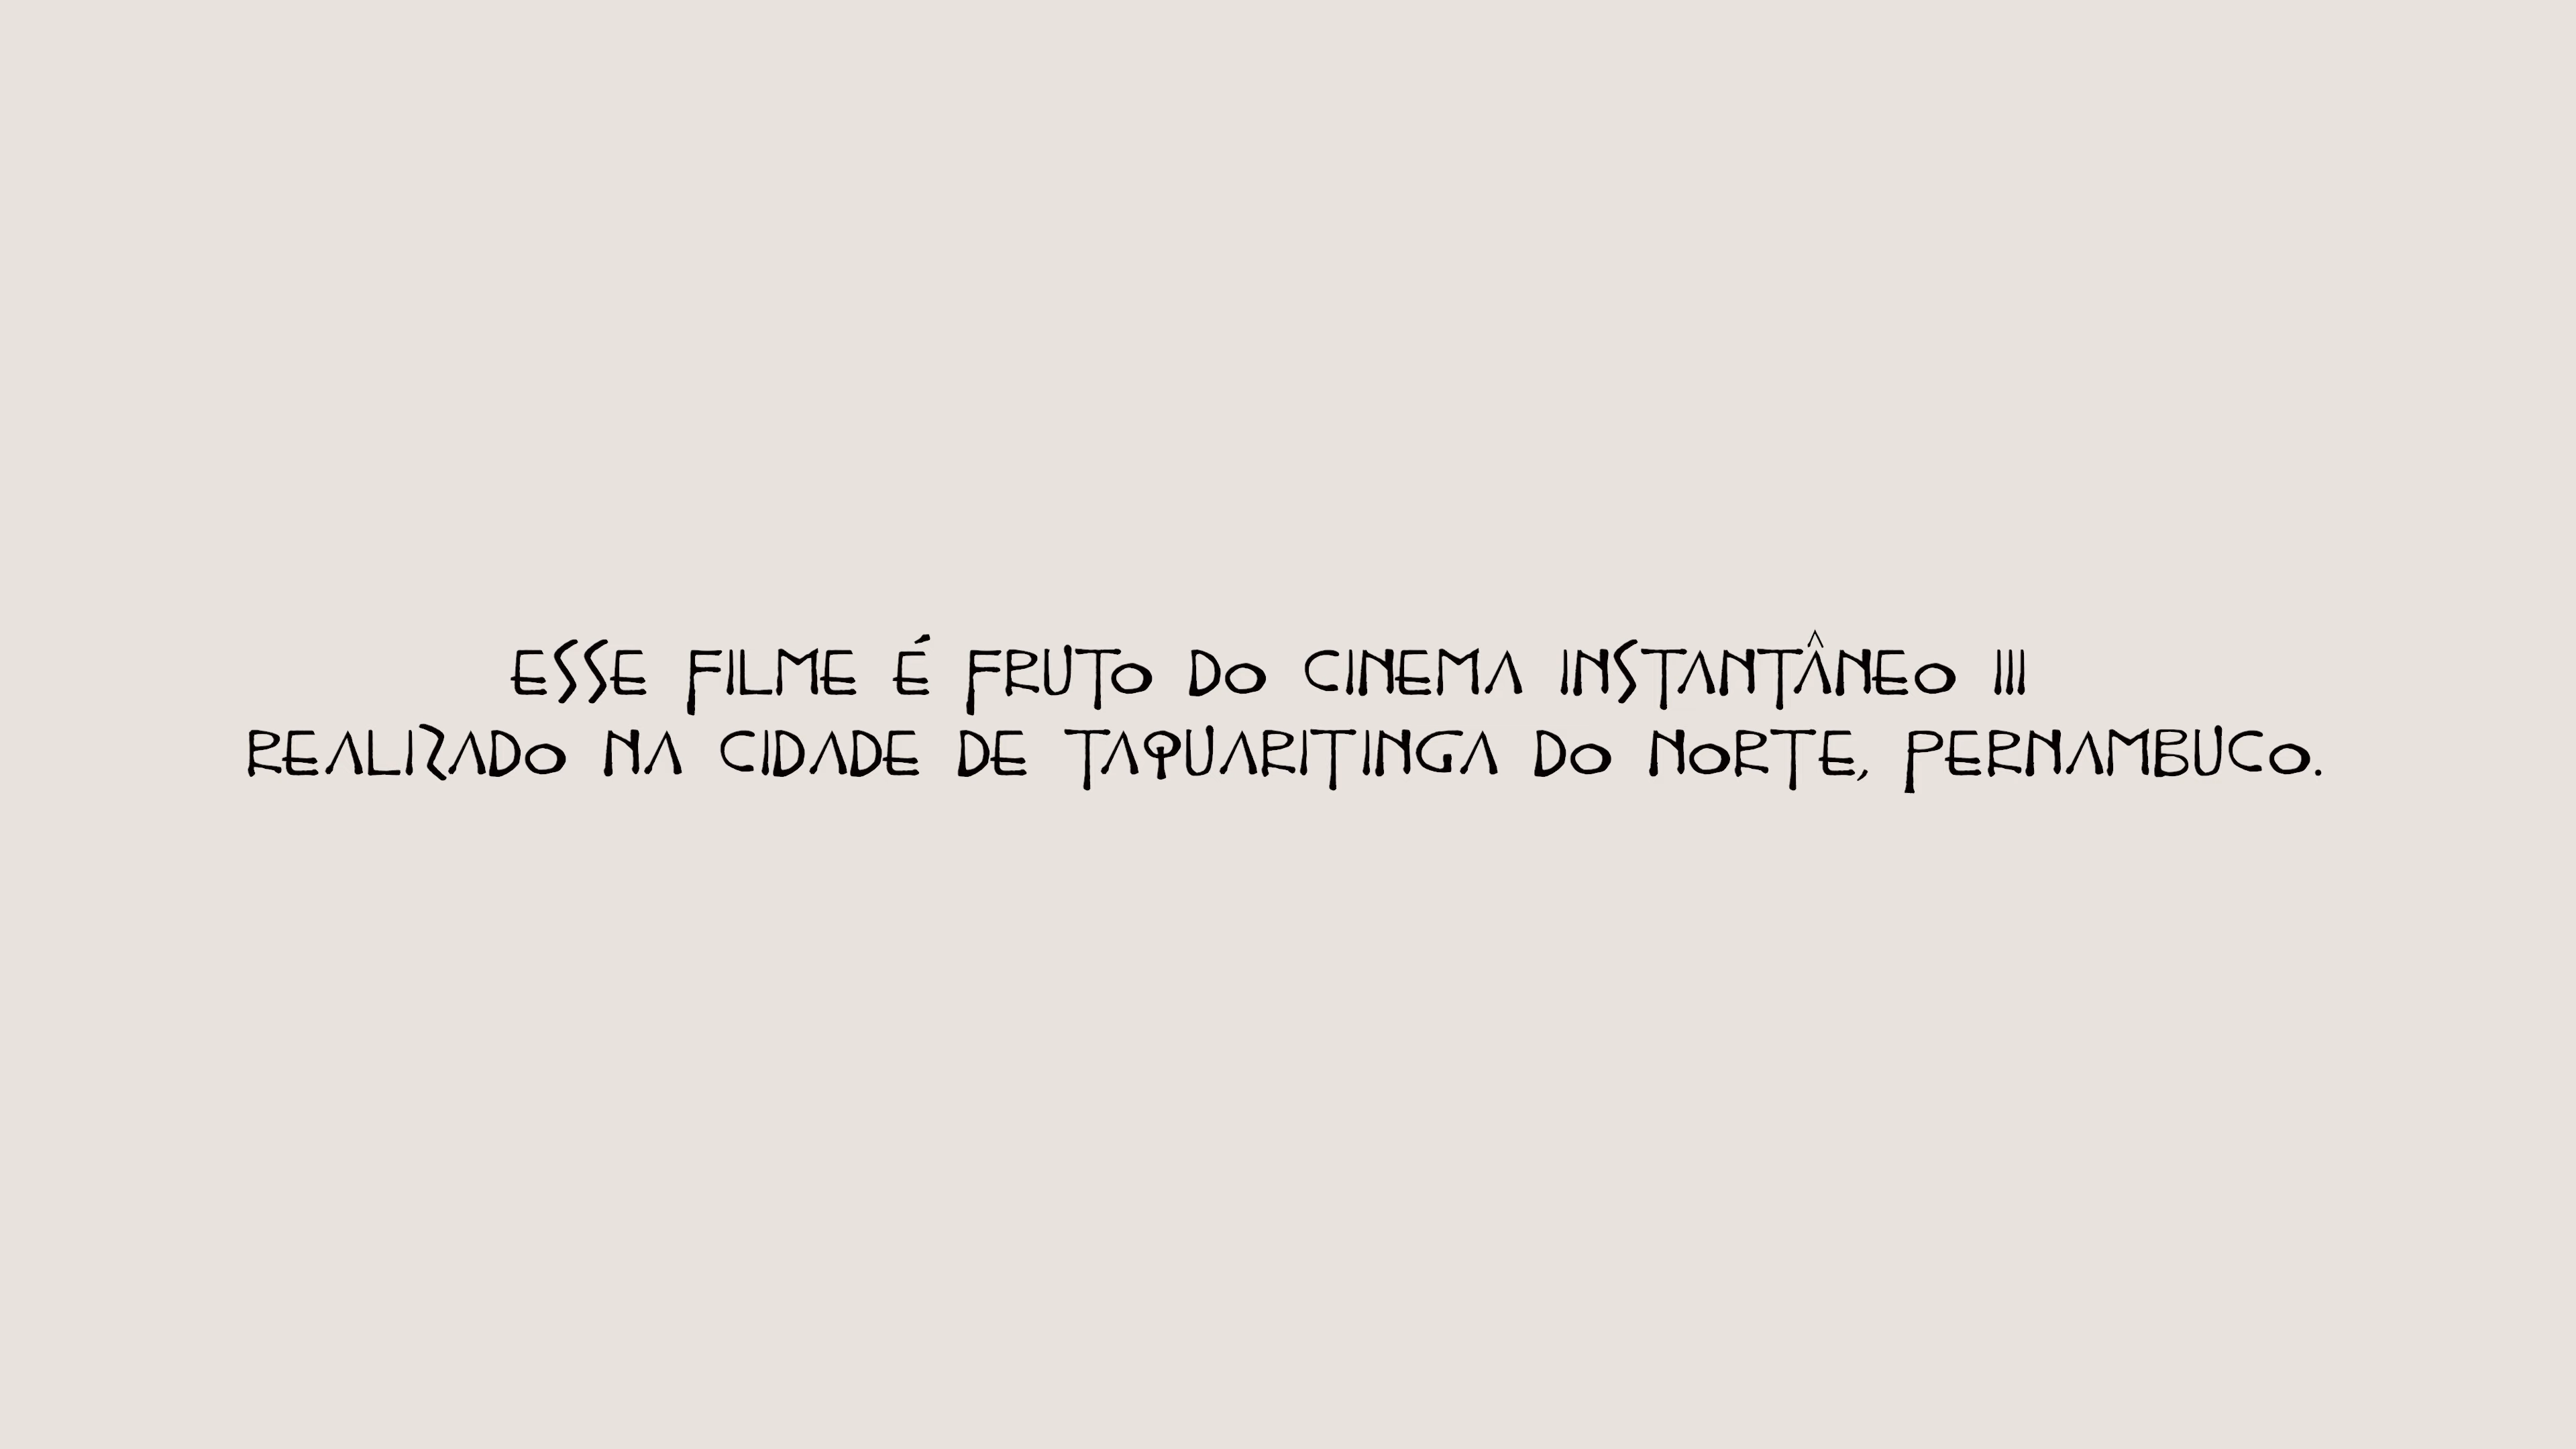 ESSE FILME É FRUTO DO CINEMA INSTANTÂNEO III
REALIZADO NA CIDADE DE TAQUARITINGA DO NORTE, PERNAMBUCO.